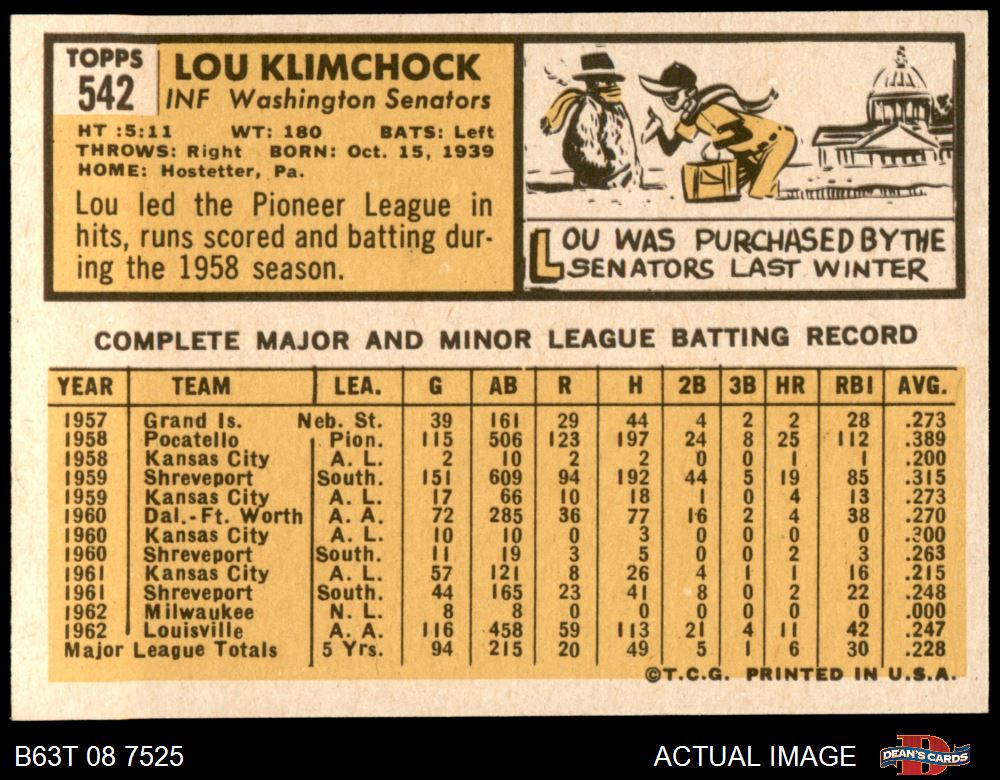 TOPPS
542
LOU KLIMCHOCK
INF Washington Senators
HT :5:11 WT: 180 BATS: Left
THROWS: Right BORN: Oct. 15, 1939
HOME: Hostetter, Pa.
Lou led the Pioneer League in
hits, runs scored and batting dur-
ing the 1958 season.
LOU WAS PURCHASED BY THE
SENATORS LAST WINTER
COMPLETE MAJOR AND MINOR LEAGUE BATTING RECORD
YEAR TEAM LEA. G AB R H 2B 3B HR RBI AVG.
1957 Grand Is. Neb. St. 39 161 29 44 4 2 2 28 .273
1958 Pocatello Pion. 115 506 123 197 24 8 25 112 .389
1958 Kansas City A. L. 2 10 2 2 0 0 1 1 .200
1959 Shreveport South. 151 609 94 192 44 5 19 85 .315
1959 Kansas City A. L. 17 66 10 18 1 0 4 13 .273
1960 Dal.-Ft. Worth A. A. 72 285 36 77 16 2 4 38 .270
1960 Kansas City A. L. 10 10 0 3 0 0 0 0 .300
1960 Shreveport South. 11 19 3 5 0 0 2 3 .263
1961 Kansas City A. L. 57 121 8 26 4 1 1 16 .215
1961 Shreveport South. 44 165 23 41 8 0 2 22 .248
1962 Milwaukee N. L. 8 8 0 0 0 0 0 0 .000
1962 Louisville A. A. 116 458 59 113 21 4 11 42 .247
Major League Totals 5 Yrs. 94 215 20 49 5 1 6 30 .228
©T.C.G. PRINTED IN U.S.A.
B63T 08 7525 ACTUAL IMAGE DEAN'S CARDS